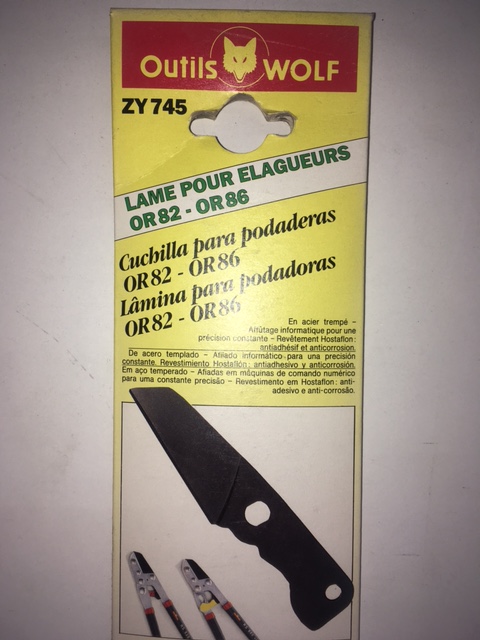 Outils WOLF
ZY 745
LAME POUR ELAGUEURS
OR 82 - OR 86
Cuchilla para podaderas
OR 82 - OR 86
Lâmina para podadoras
OR 82 - OR 86
En acier trempé –
Affûtage informatique pour une
précision constante – Revêtement Hostaflon:
antiadhésif et anticorrosion.
De acero templado – Afilado informático para una precisión
constante. Revestimiento Hostaflón: antiadhesivo y anticorrosión.
Em aço temperado – Afiadas em máquinas de comando numérico
para uma constante precisão – Revestimento em Hostaflon: anti-
adesivo e anti-corrosão.